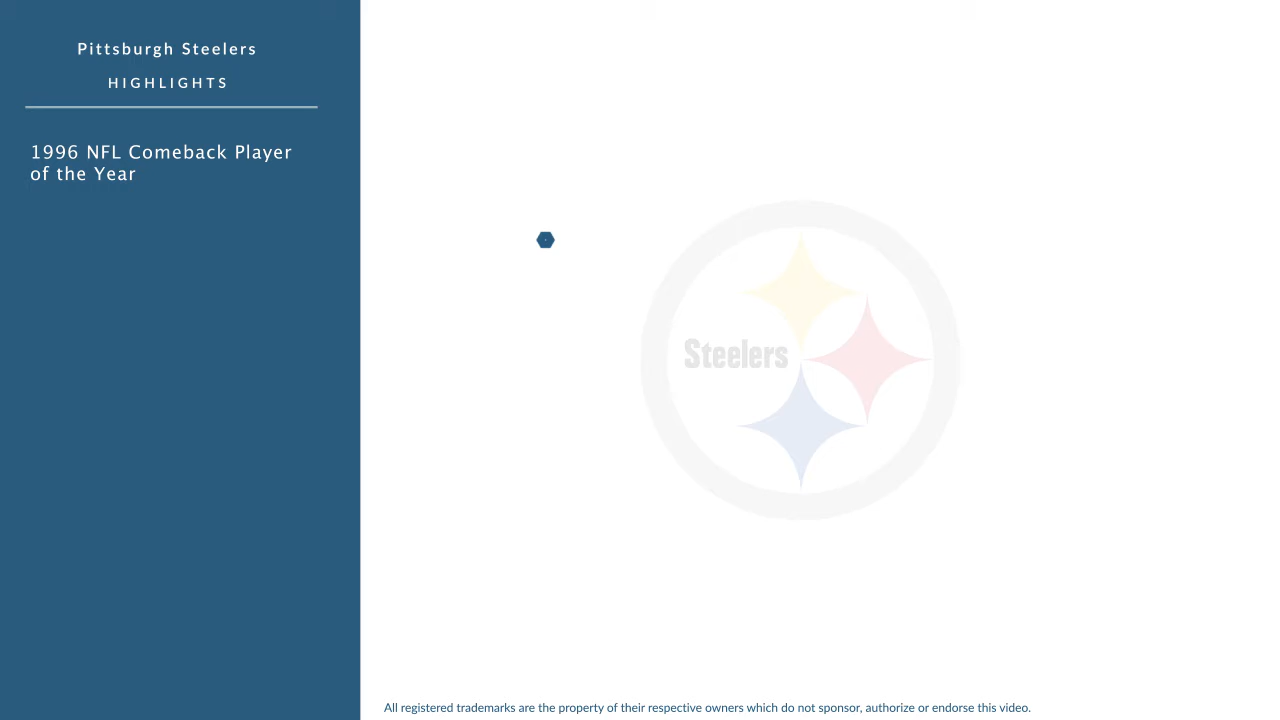 Pittsburgh Steelers
HIGHLIGHTS
1996 NFL Comeback Player
of the Year
Steelers
All registered trademarks are the property of their respective owners which do not sponsor, authorize or endorse this video.